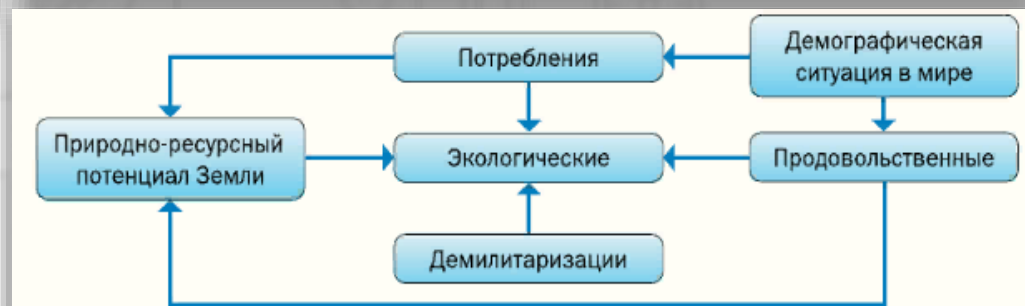 Потребления
Демографическая
ситуация в мире
Природно-ресурсный
потенциал Земли
Экологические
Продовольственные
Демилитаризации